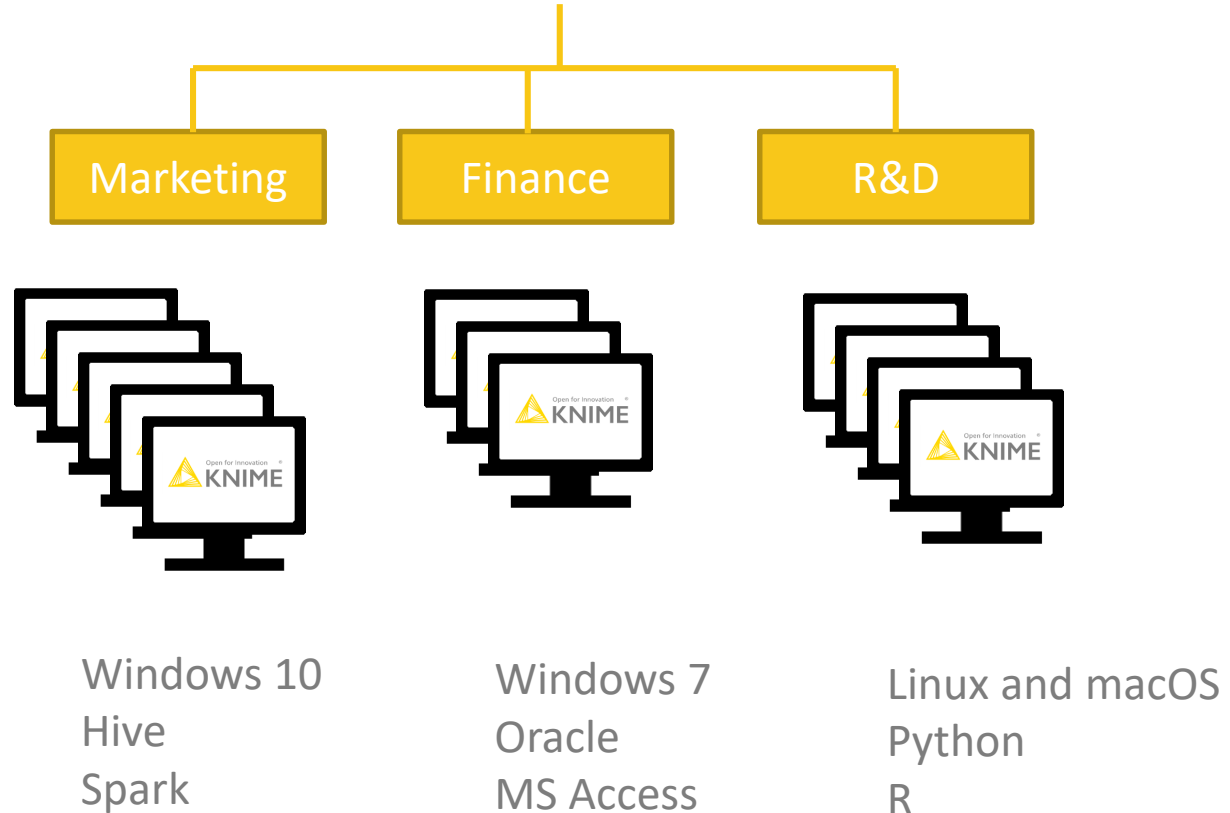 Marketing
Finance
R&D
Open for Innovation ®
KNIME
Open for Innovation ®
KNIME
Open for Innovation ®
KNIME
Windows 10
Hive
Spark
Windows 7
Oracle
MS Access
Linux and macOS
Python
R